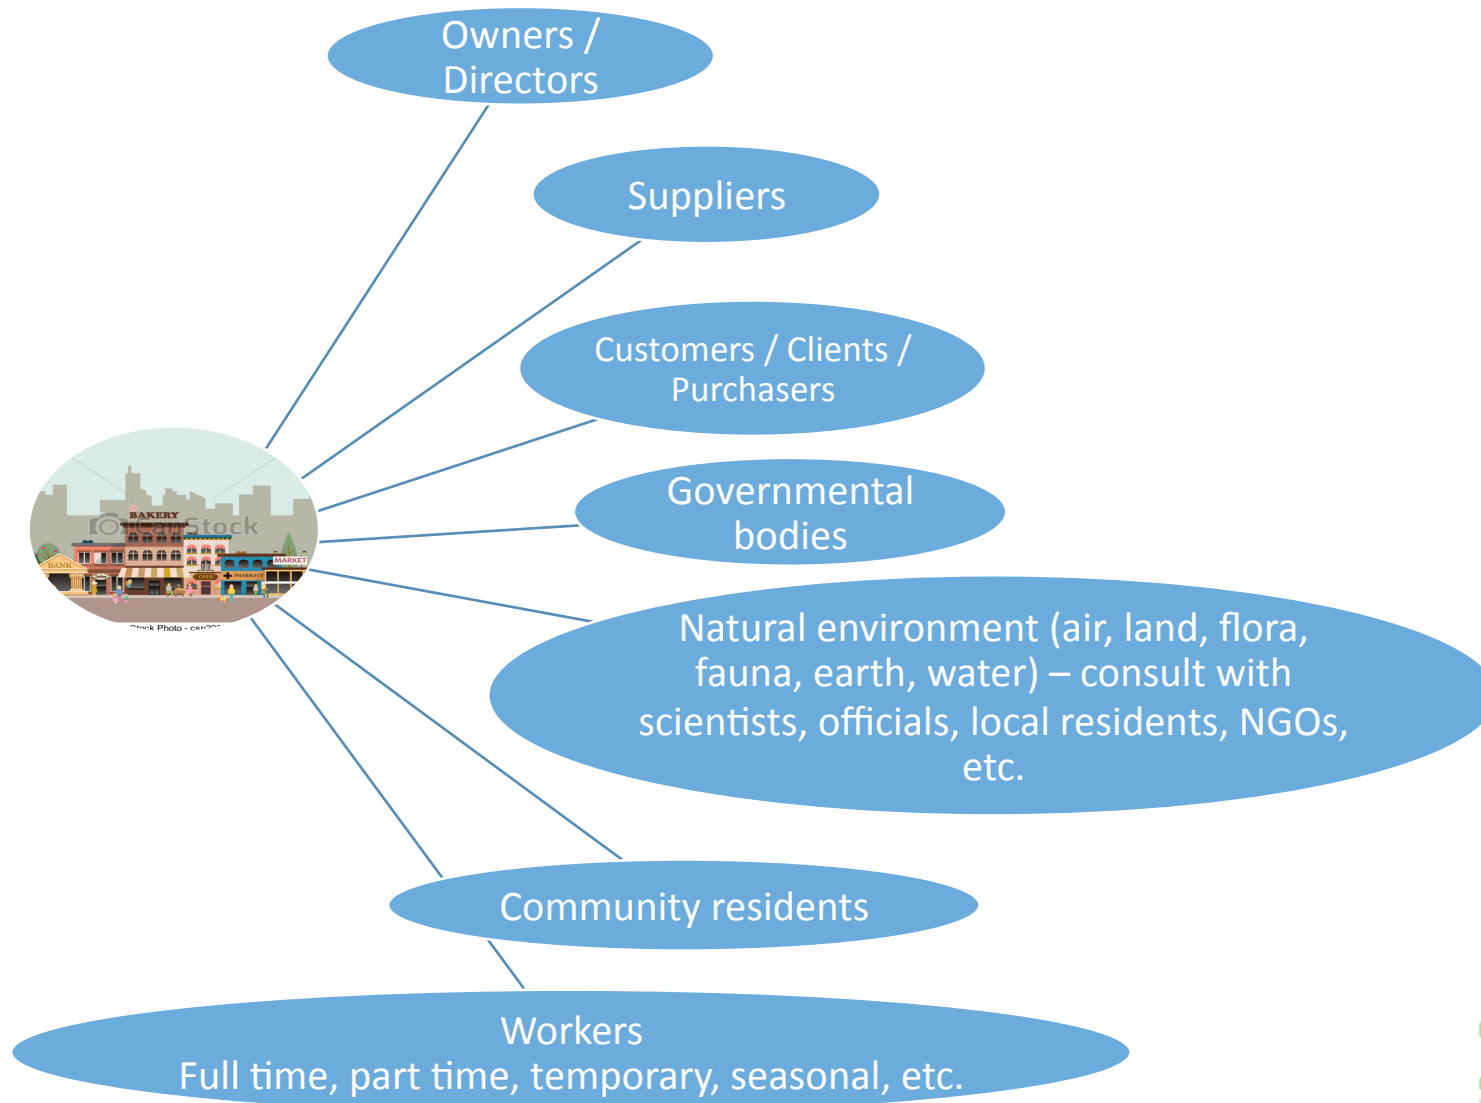 Owners /
Directors
Suppliers
Customers / Clients /
Purchasers
Governmental
bodies
BAKERY
CanStock
BANK
CAFE
PHARMACY
MARKET
Natural environment (air, land, flora,
fauna, earth, water) – consult with
scientists, officials, local residents, NGOs,
etc.
Community residents
Workers
Full time, part time, temporary, seasonal, etc.